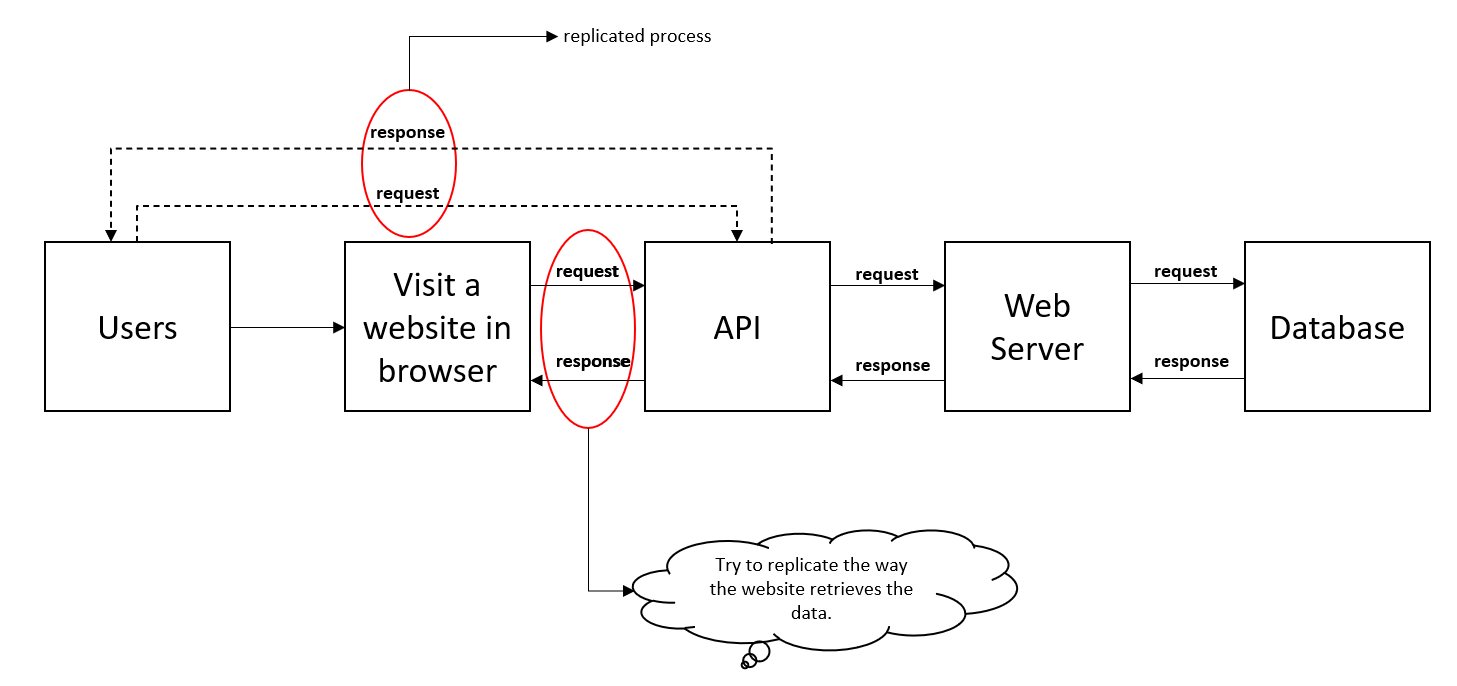 replicated process
response
request
Users
Visit a
website in
browser
request
response
API
request
response
Web
Server
request
response
Database
Try to replicate the way
the website retrieves the
data.